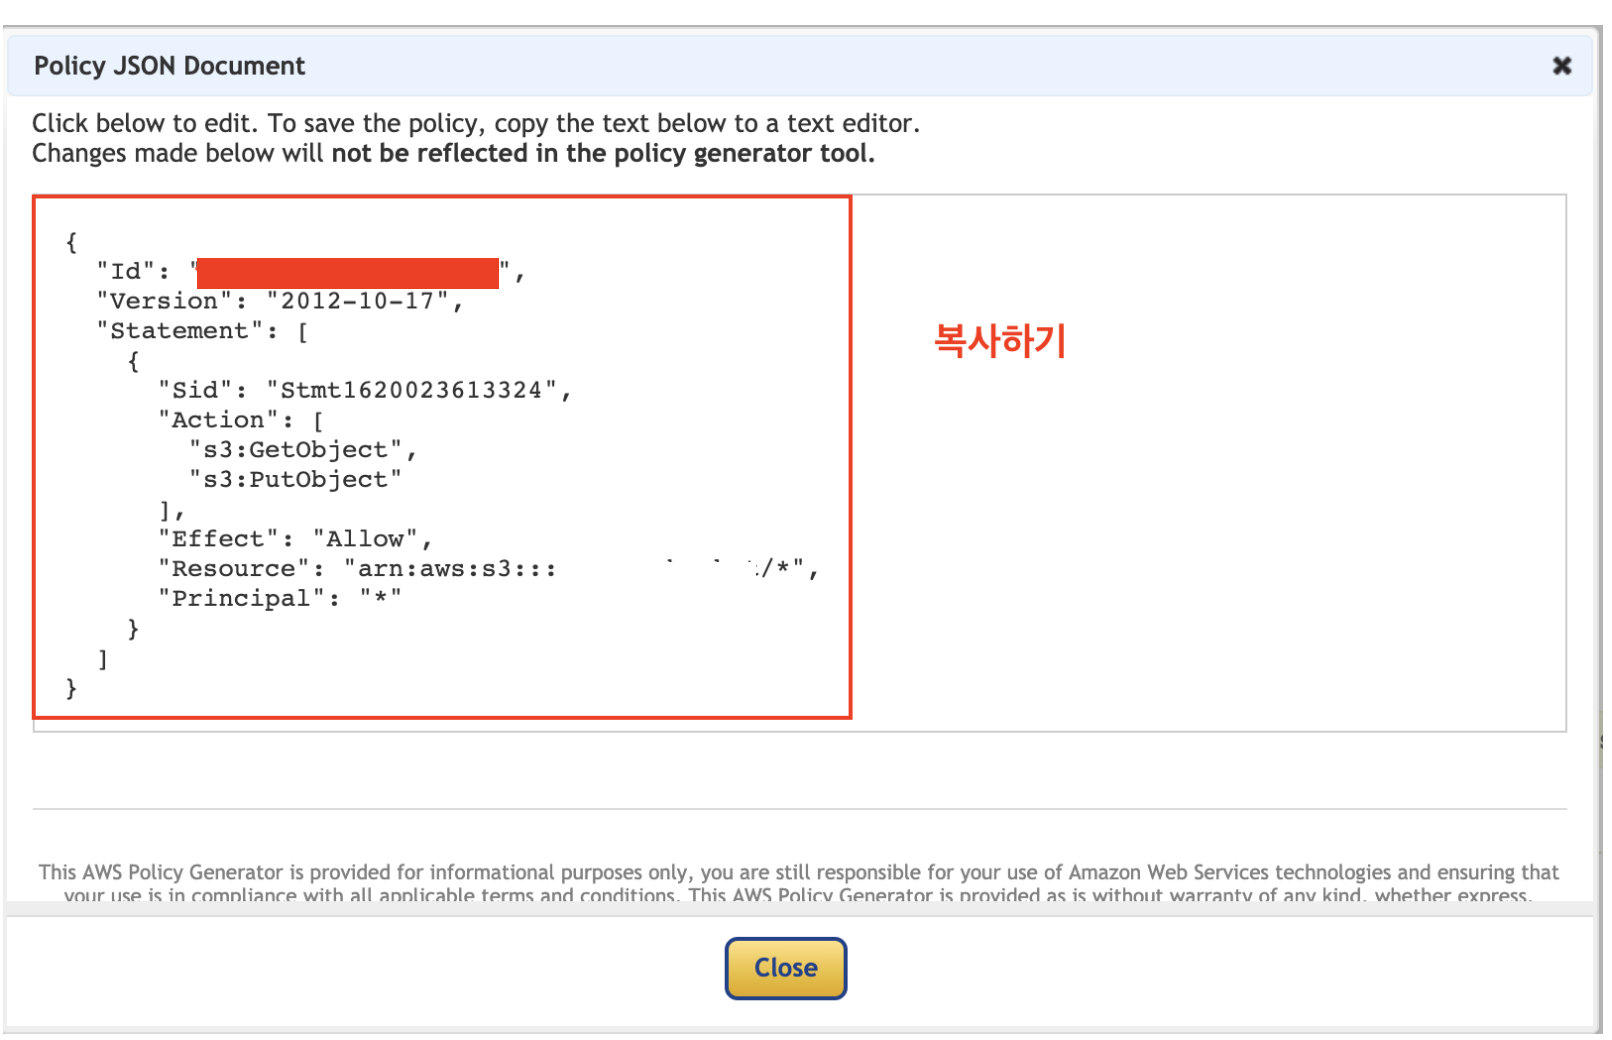 Policy JSON Document
Click below to edit. To save the policy, copy the text below to a text editor.
Changes made below will not be reflected in the policy generator tool.
{
"Id": "",
"Version": "2012-10-17",
"Statement": [
{
"Sid": "Stmt1620023613324",
"Action": [
"s3:GetObject",
"s3:PutObject"
],
"Effect": "Allow",
"Resource": "arn:aws:s3::: /*",
"Principal": "*"
}
]
}
복사하기
This AWS Policy Generator is provided for informational purposes only, you are still responsible for your use of Amazon Web Services technologies and ensuring that
your use is in compliance with all applicable terms and conditions. This AWS Policy Generator is provided as is without warranty of any kind, whether express,
Close